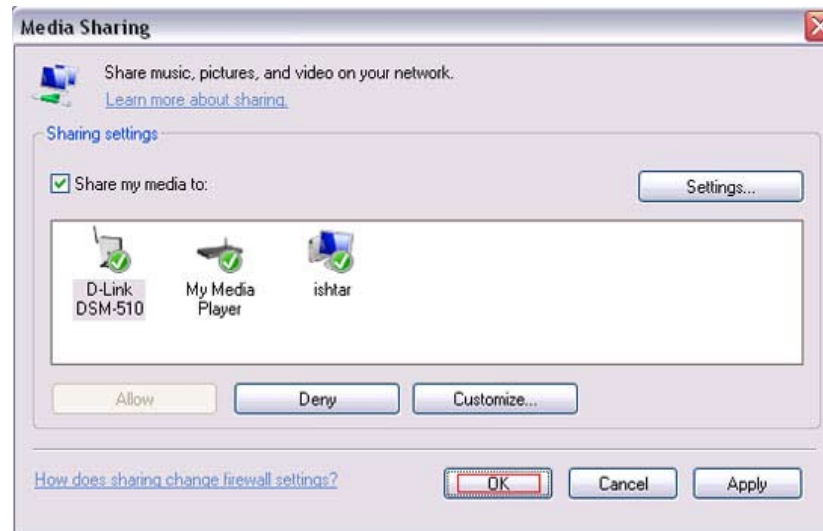 Media Sharing
Share music, pictures, and video on your network.
Learn more about sharing.
Sharing settings
Share my media to:
Settings...
D-Link
DSM-510
My Media
Player
ishtar
Allow
Deny
Customize...
How does sharing change firewall settings?
OK
Cancel
Apply